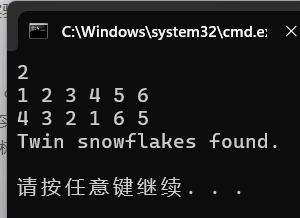 C:\Windows\system32\cmd.e
2
1 2 3 4 5 6
4 3 2 1 6 5
Twin snowflakes found.
请按任意键继续. . .